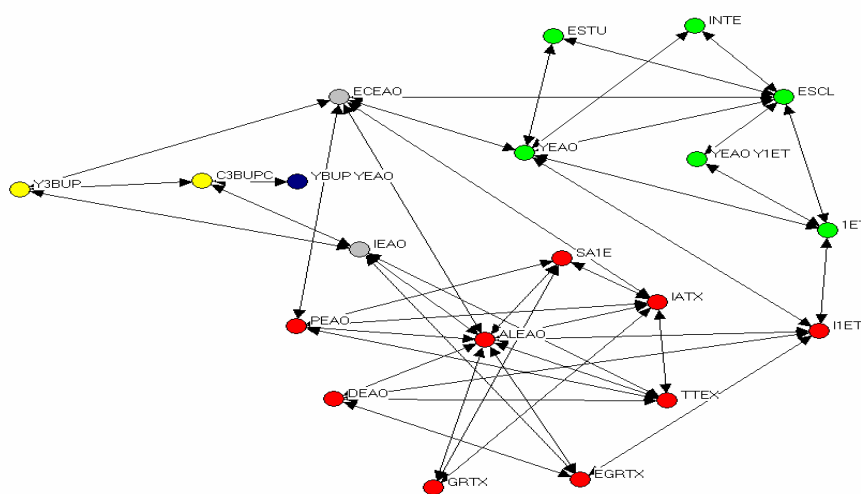 INTE
ESTU
ECEAO
ESCL
YEAO
YEAO Y1ET
C3BUPC
YBUP YEAO
Y3BUP
1ET
IEAO
SA1E
IATX
PEAO
I1ET
ALEAO
DEAO
TTEX
EGRTX
GRTX